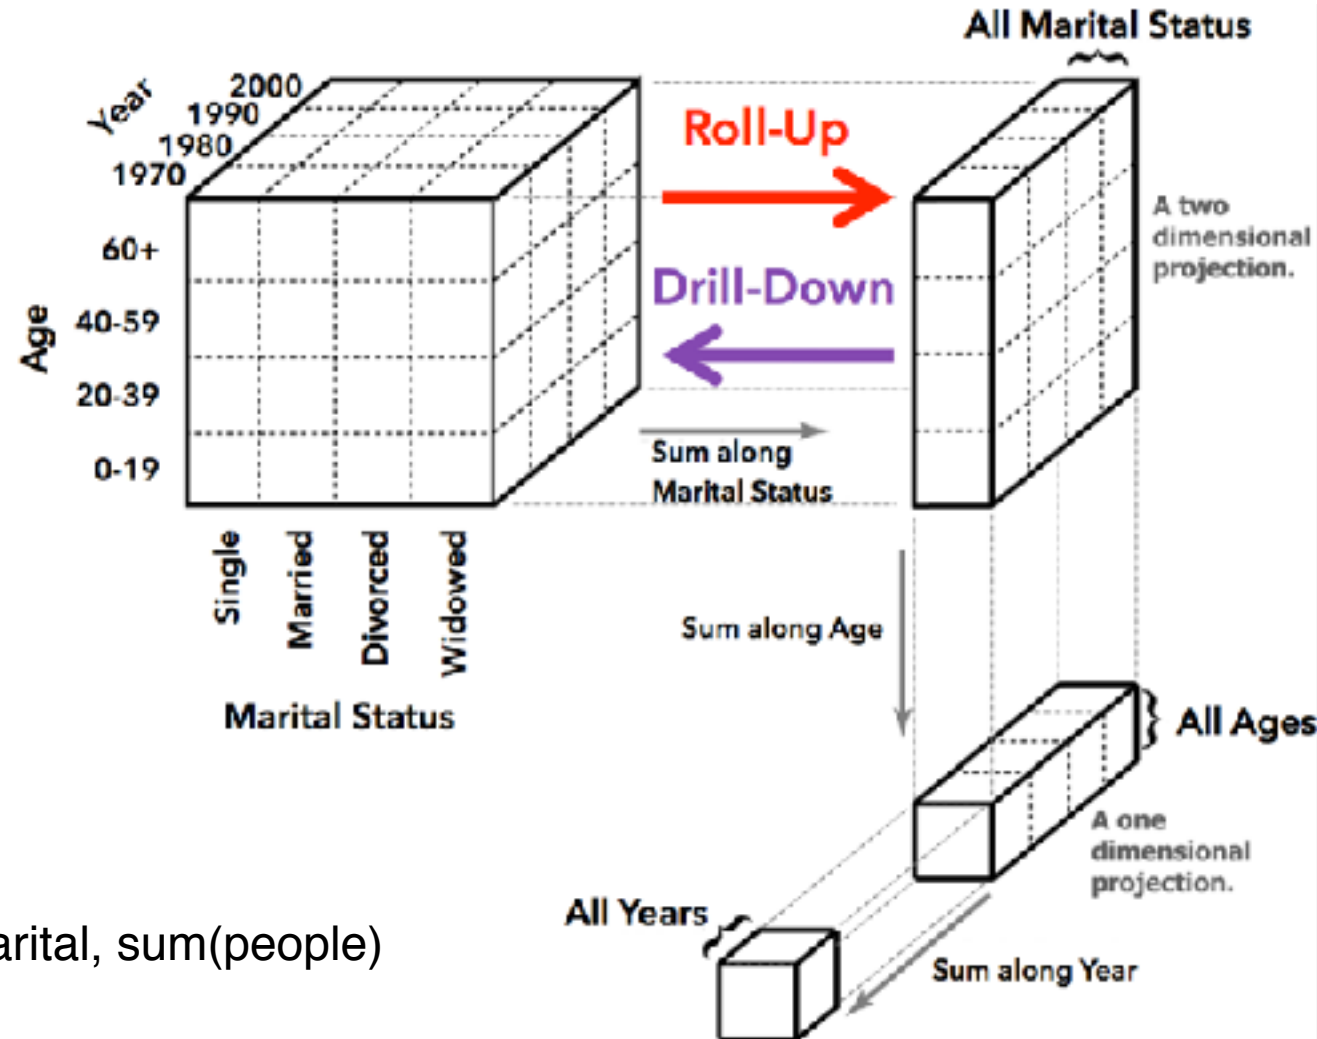 All Marital Status
Year
2000
1990
1980
1970
Roll-Up
A two
dimensional
projection.
Age
60+
40-59
20-39
0-19
Drill-Down
Sum along
Marital Status
Single
Married
Divorced
Widowed
Marital Status
Sum along Age
All Ages
A one
dimensional
projection.
All Years
Sum along Year
arital, sum(people)